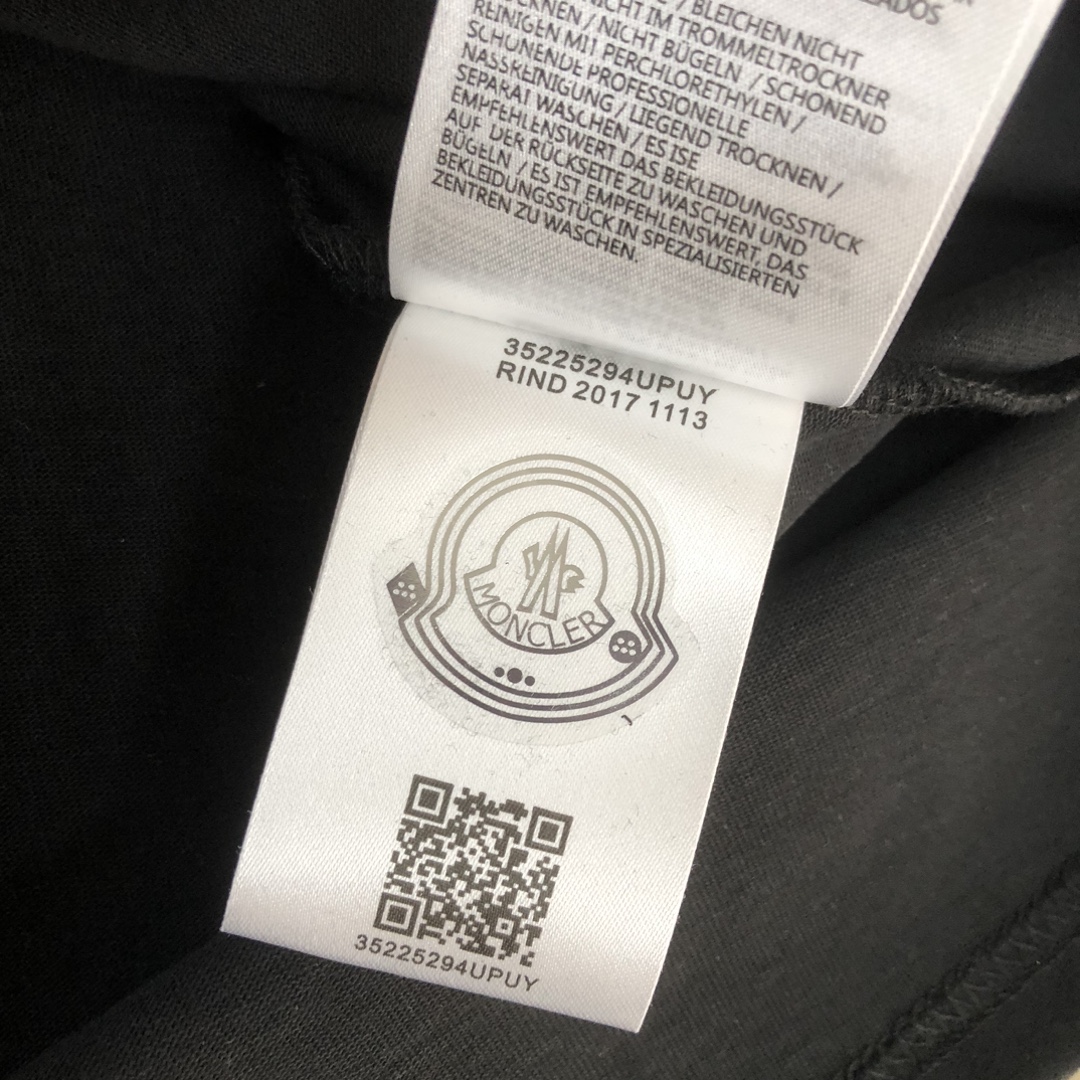 / BLEICHEN NICHT
NICHT IM TROMMELTROCKNER
/ NICHT BÜGELN / SCHONEND
REINIGEN MIT PERCHLORETHYLEN /
SCHONENDE PROFESSIONELLE
NASSREINIGUNG / LIEGEND TROCKNEN /
SEPARAT WASCHEN / ES ISE
EMPFEHLENSWERT DAS BEKLEIDUNGSSTÜCK
AUF DER RÜCKSEITE ZU WASCHEN UND
BÜGELN / ES IST EMPFEHLENSWERT, DAS
BEKLEIDUNGSSTÜCK IN SPEZIALISIERTEN
ZENTREN ZU WASCHEN.
35225294UPUY
RIND 2017 1113
MONCLER
35225294UPUY